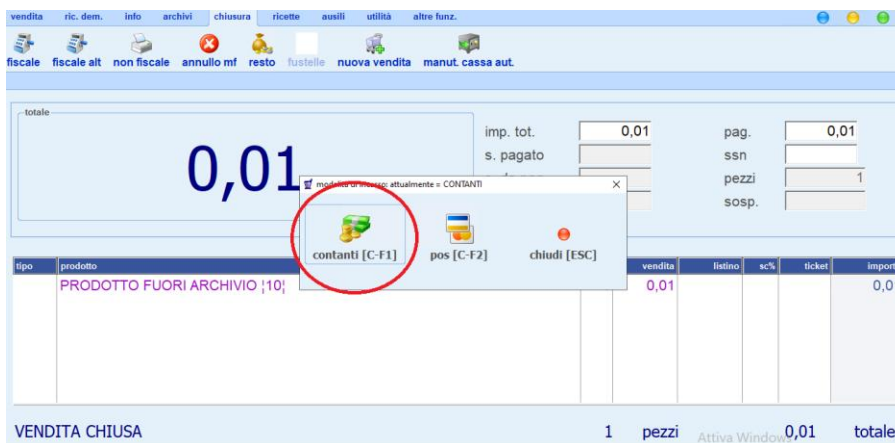 vendita ric. dem. info archivi chiusura ricette ausili utilità altre funz.
fiscale fiscale alt non fiscale annullo mf resto fustelle nuova vendita manut. cassa aut.
totale
0,01
imp. tot. 0,01 pag. 0,01
s. pagato ssn
pezzi 1
sosp.
modalità di incasso: attualmente = CONTANTI
contanti [C-F1] pos [C-F2] chiudi [ESC]
tipo prodotto vendita listino sc% ticket import
PRODOTTO FUORI ARCHIVIO ¦10¦ 0,01 0,0
VENDITA CHIUSA 1 pezzi 0,01 totale
Attiva Windows